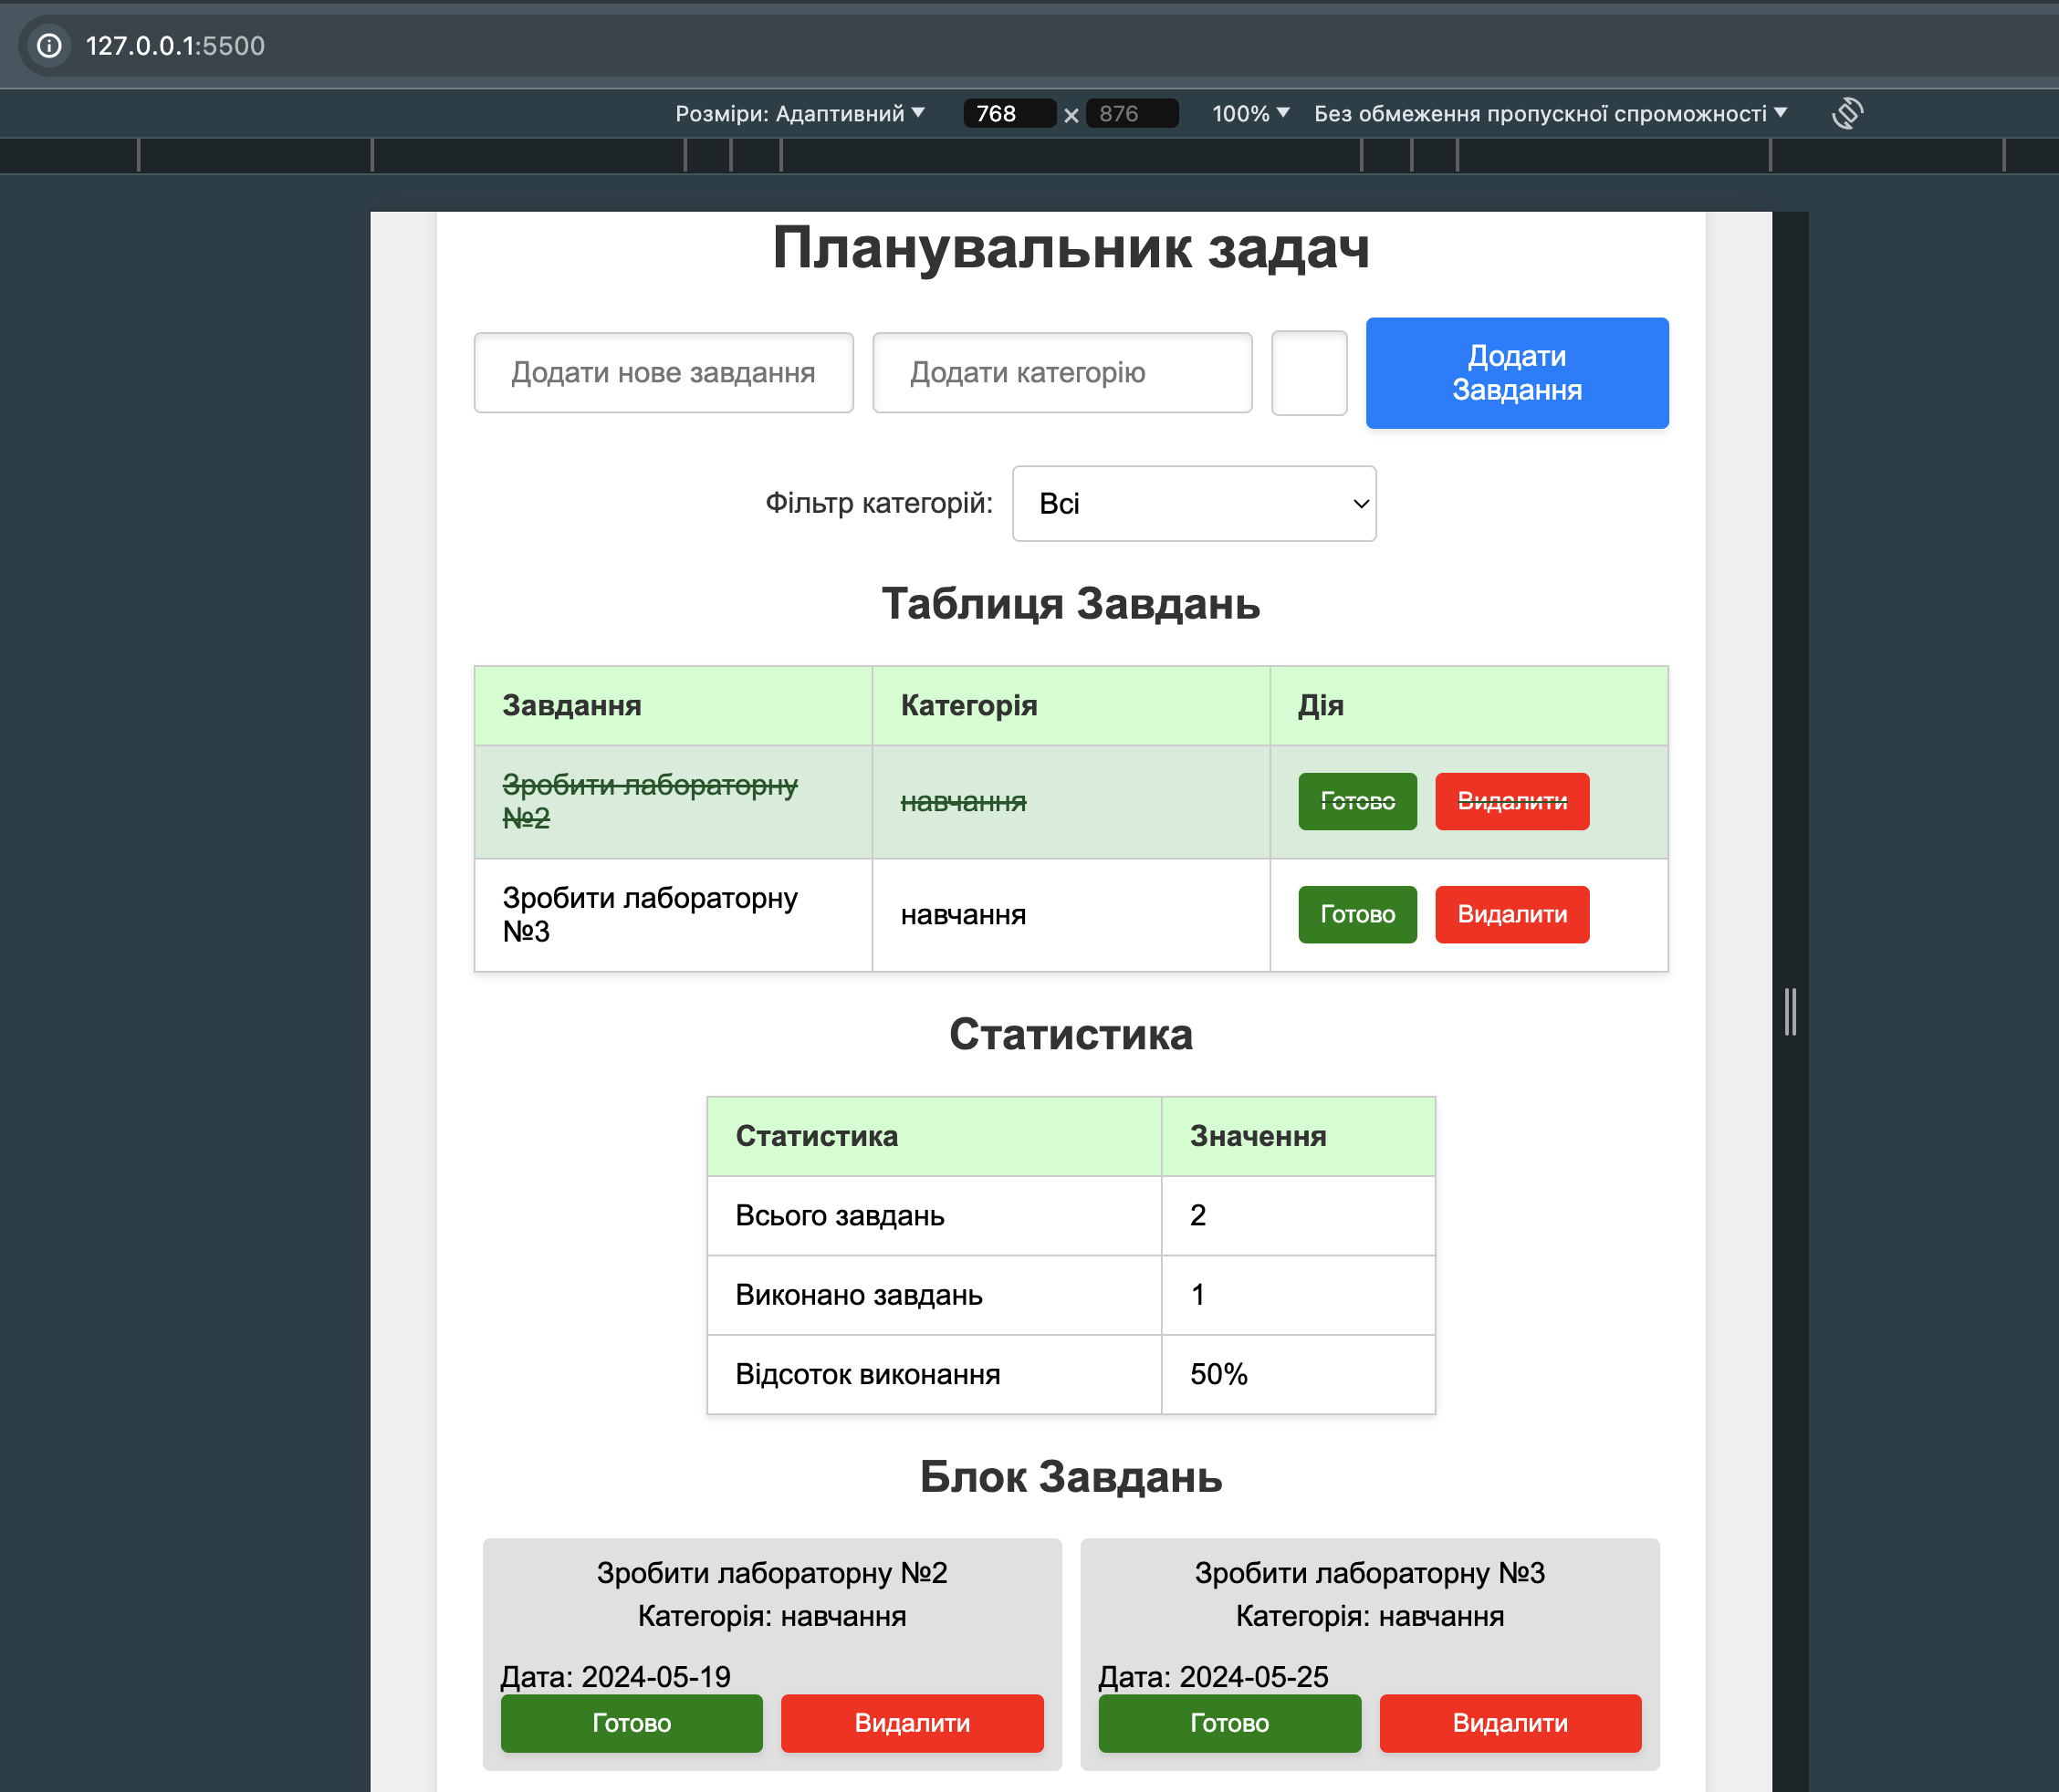 127.0.0.1:5500
Розміри: Адаптивний 768 × 876 100% Без обмеження пропускної спроможності
Планувальник задач
Додати нове завдання Додати категорію Додати
Завдання
Фільтр категорій: Всі
Таблиця Завдань
Завдання Категорія Дія
Зробити лабораторну
№2 навчання Готово Видалити
Зробити лабораторну
№3 навчання Готово Видалити
Статистика
Статистика Значення
Всього завдань 2
Виконано завдань 1
Відсоток виконання 50%
Блок Завдань
Зробити лабораторну №2
Категорія: навчання
Дата: 2024-05-19
Готово Видалити
Зробити лабораторну №3
Категорія: навчання
Дата: 2024-05-25
Готово Видалити